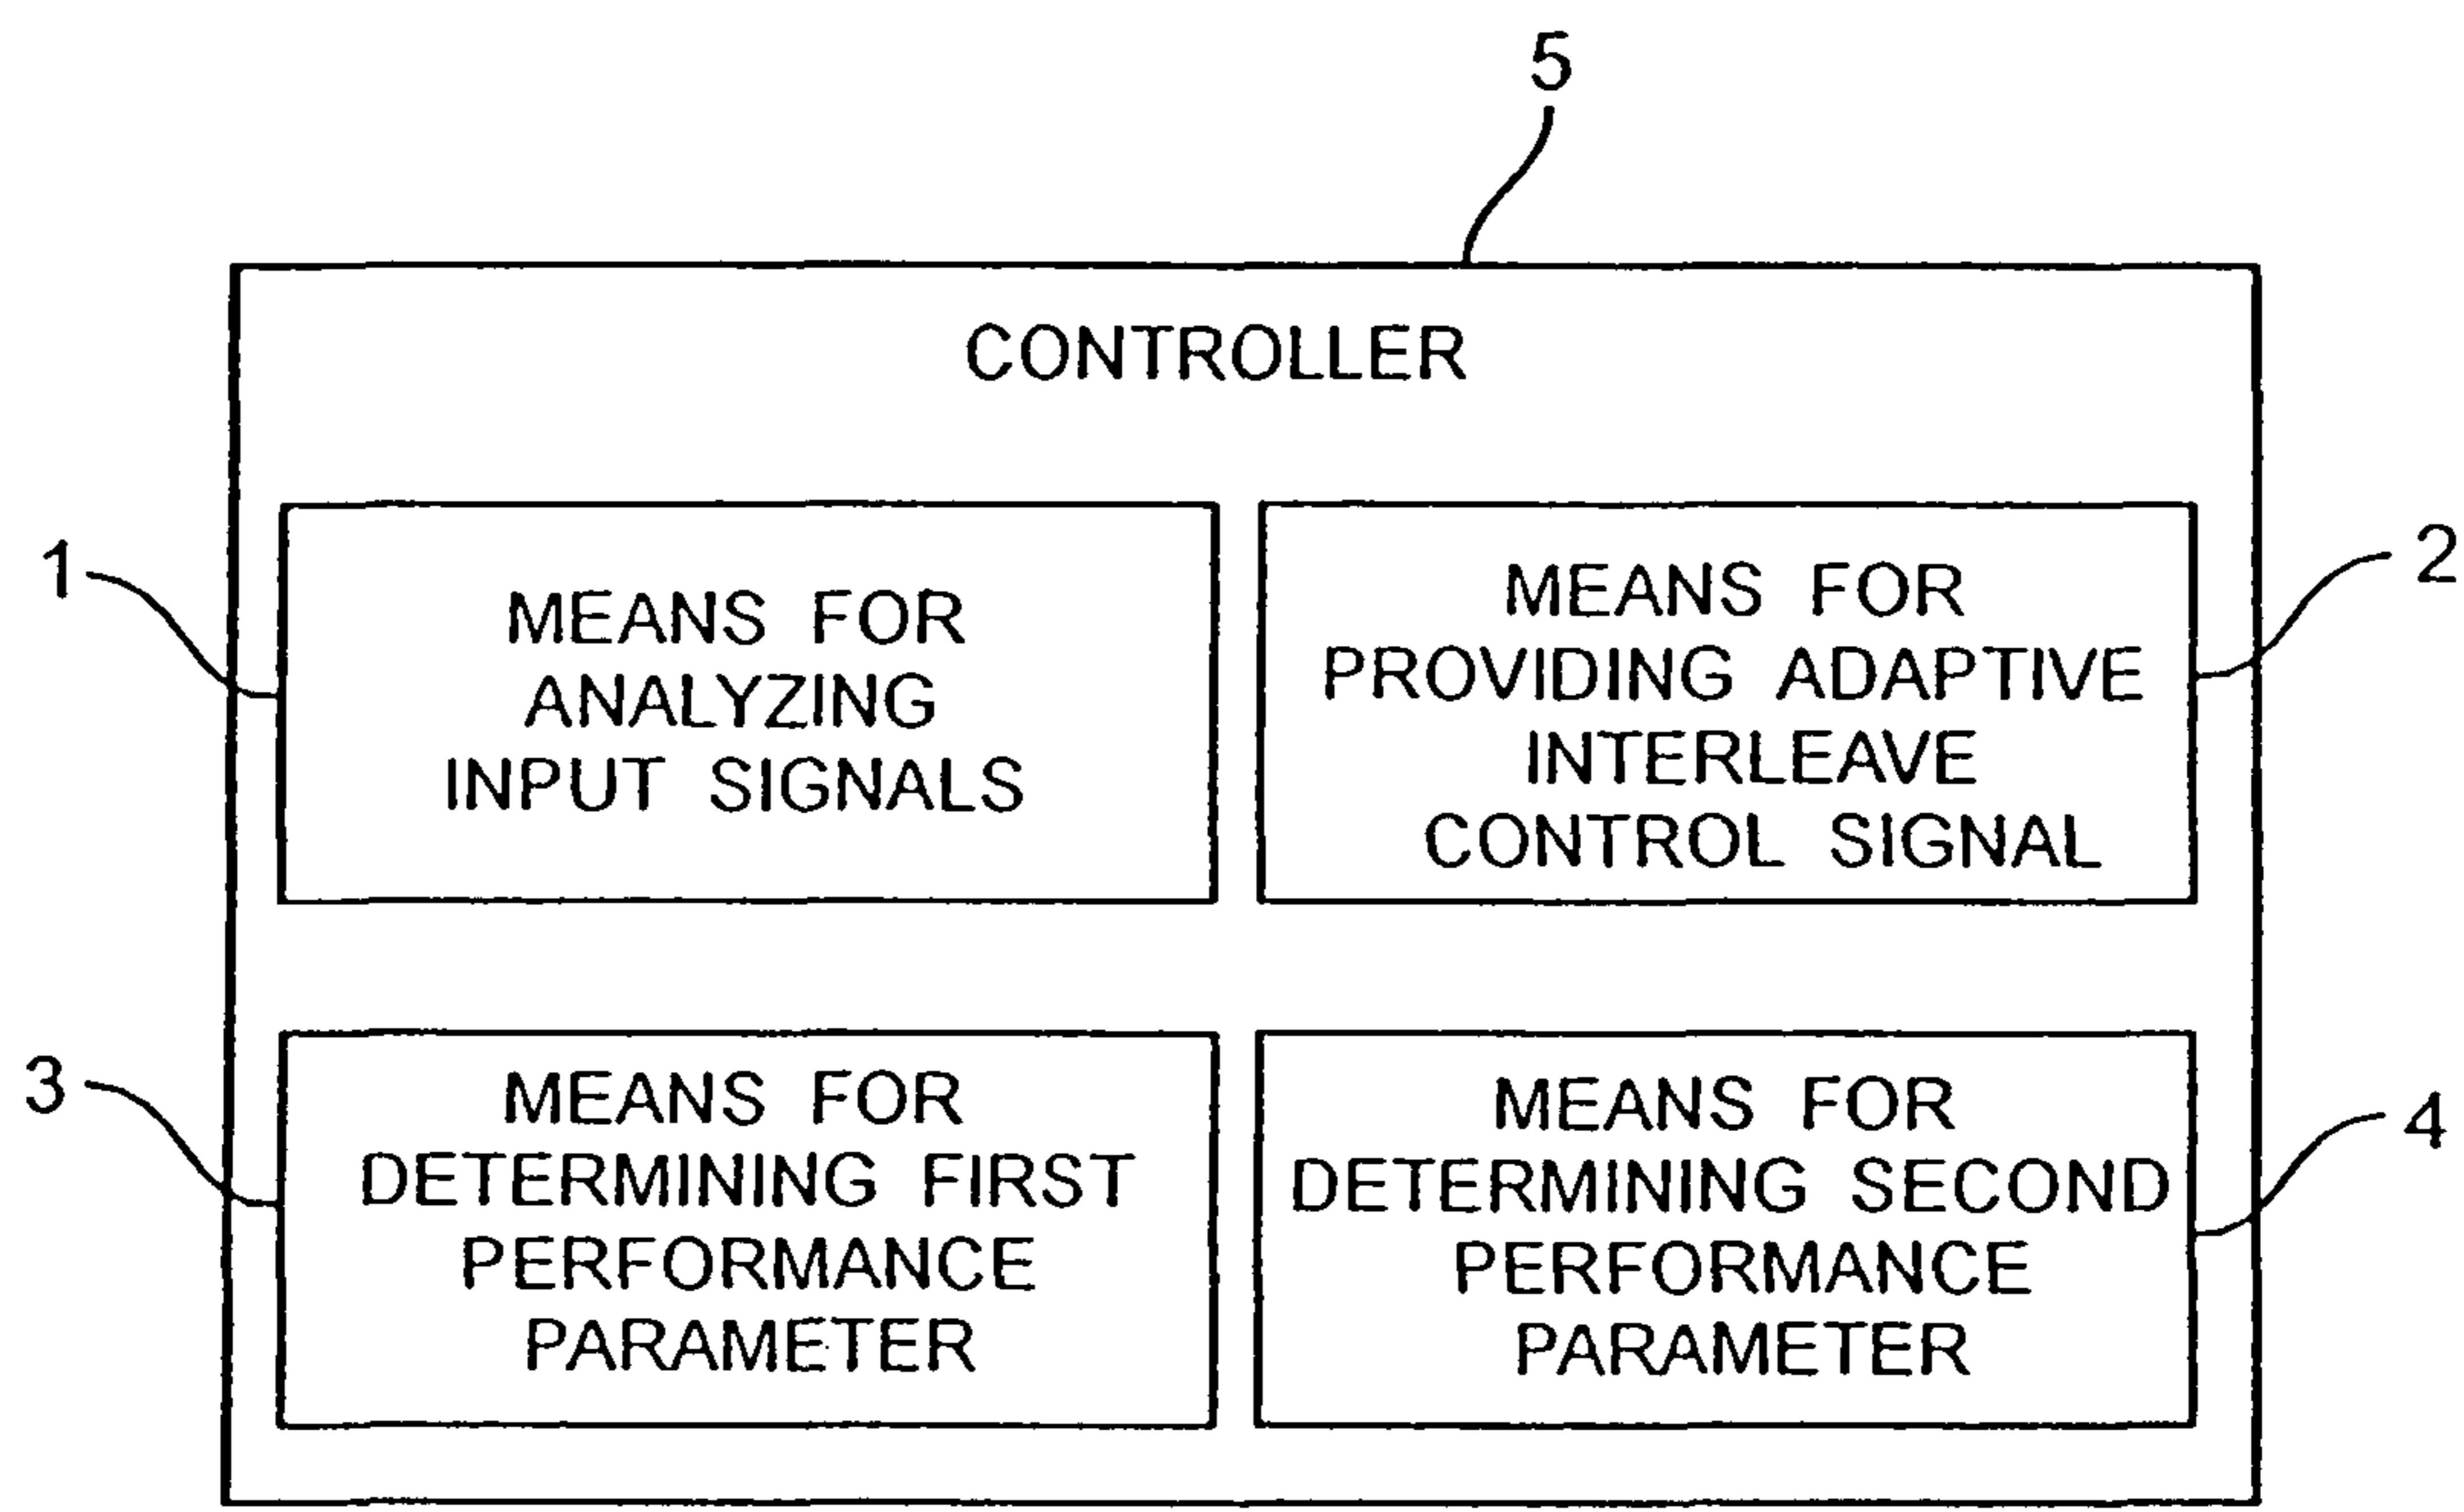 5
CONTROLLER
1
MEANS FOR
ANALYZING
INPUT SIGNALS
2
MEANS FOR
PROVIDING ADAPTIVE
INTERLEAVE
CONTROL SIGNAL
3
MEANS FOR
DETERMINING FIRST
PERFORMANCE
PARAMETER
4
MEANS FOR
DETERMINING SECOND
PERFORMANCE
PARAMETER